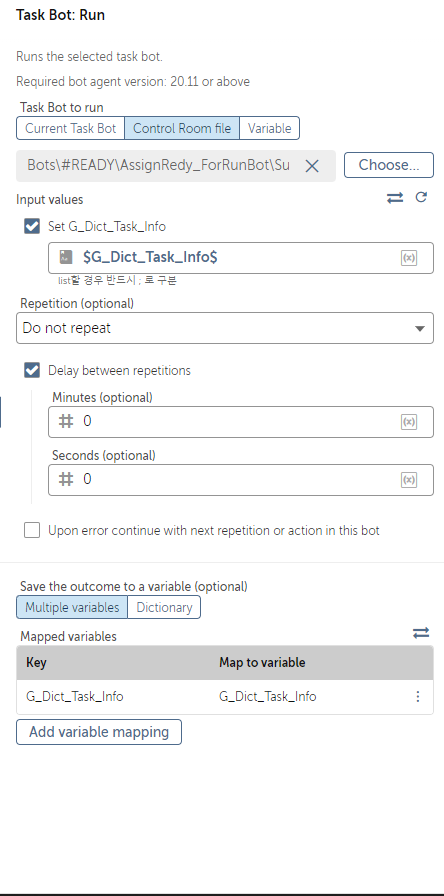 Task Bot: Run
Runs the selected task bot.
Required bot agent version: 20.11 or above
Task Bot to run
Current Task Bot Control Room file Variable
Bots\#READY\AssignRedy_ForRunBot\Su Choose...
Input values
Set G_Dict_Task_Info
$G_Dict_Task_Info$ (x)
list할 경우 반드시 ; 로 구분
Repetition (optional)
Do not repeat
Delay between repetitions
Minutes (optional)
# 0 (x)
Seconds (optional)
# 0 (x)
Upon error continue with next repetition or action in this bot
Save the outcome to a variable (optional)
Multiple variables Dictionary
Mapped variables
Key Map to variable
G_Dict_Task_Info G_Dict_Task_Info
Add variable mapping